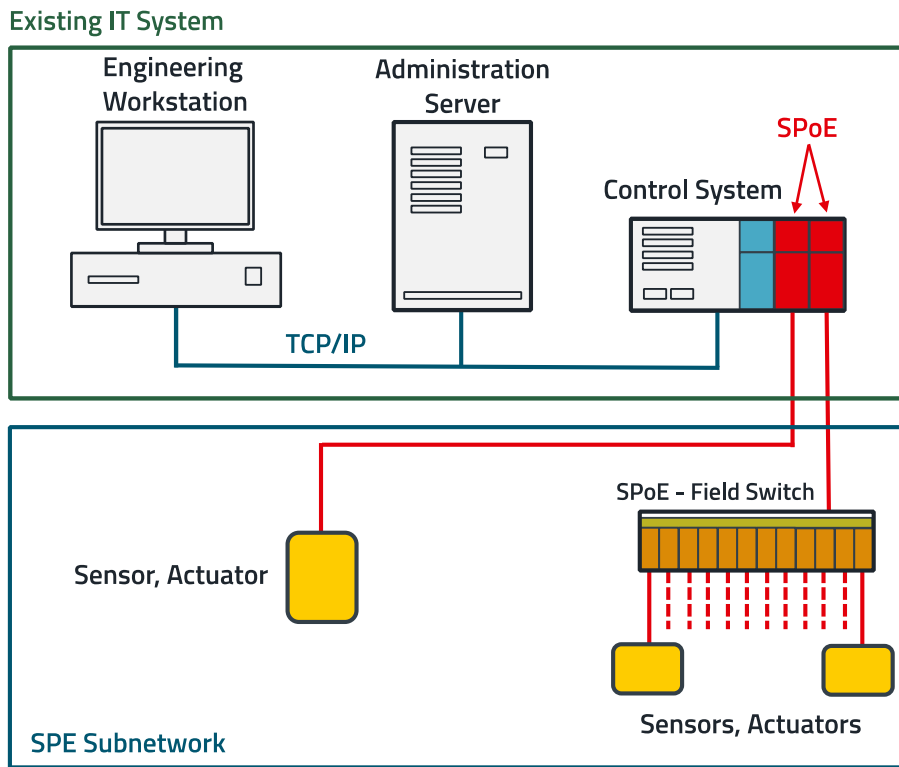 Existing IT System
Engineering
Workstation
Administration
Server
SPoE
Control System
TCP/IP
SPoE - Field Switch
Sensor, Actuator
Sensors, Actuators
SPE Subnetwork